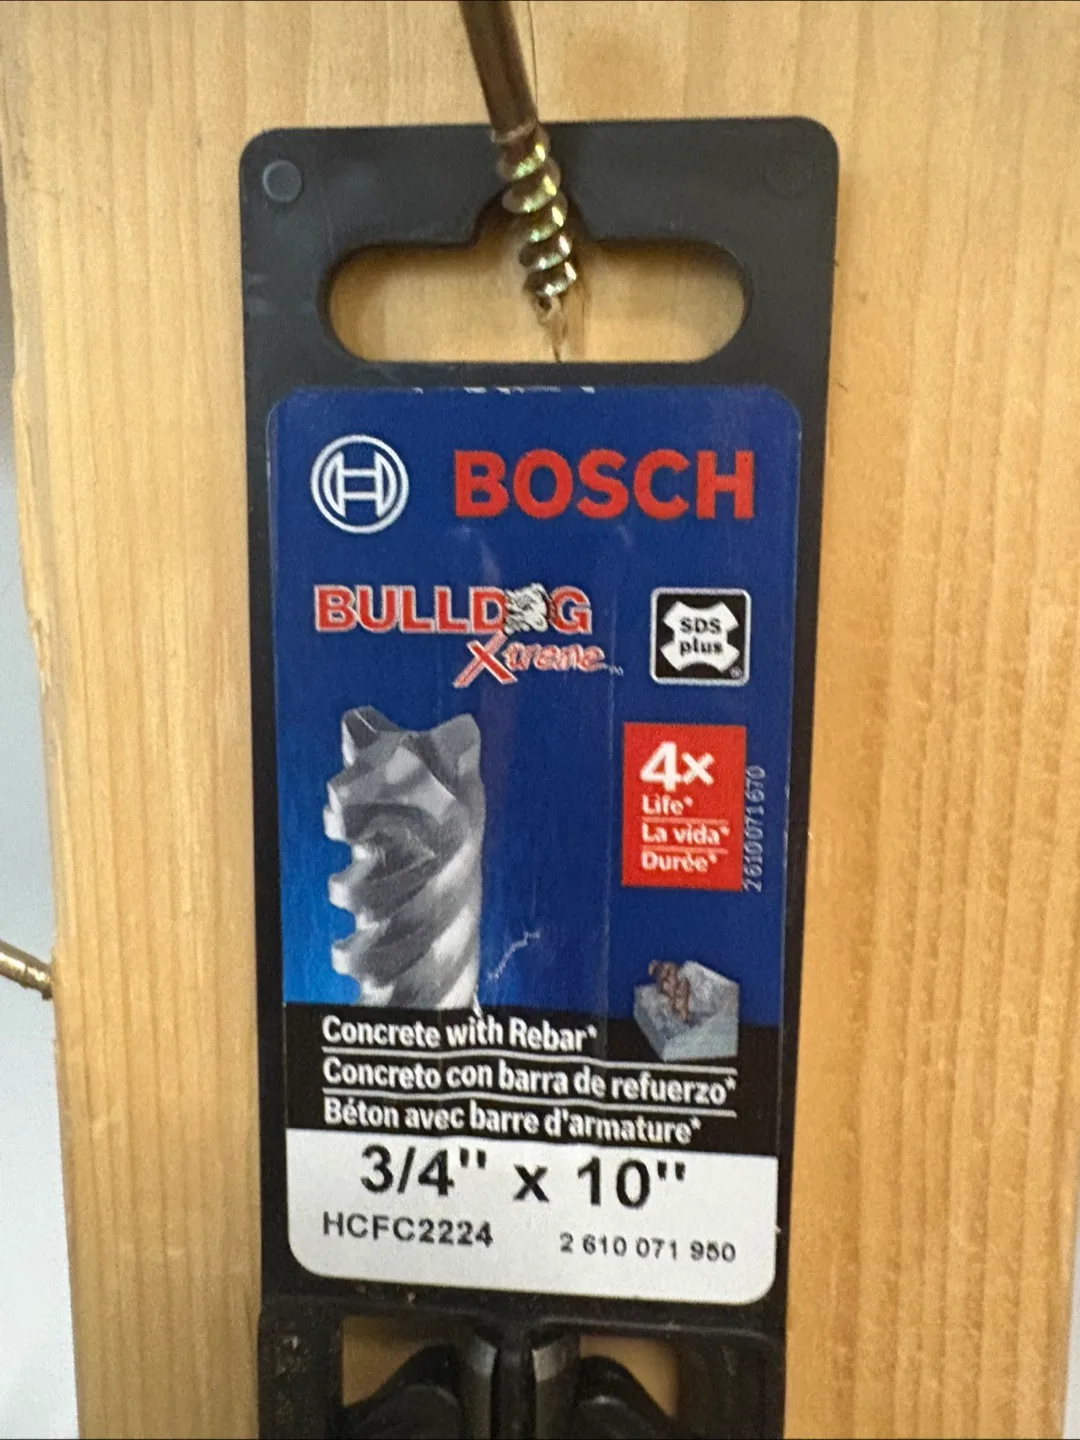 BOSCH
BULLDOG
Xtreme™
SDS
plus
®
4x
Life*
La vida*
Durée*
2610071670
Concrete with Rebar*
Concreto con barra de refuerzo*
Béton avec barre d'armature*
3/4" x 10"
HCFC2224
2 610 071 950